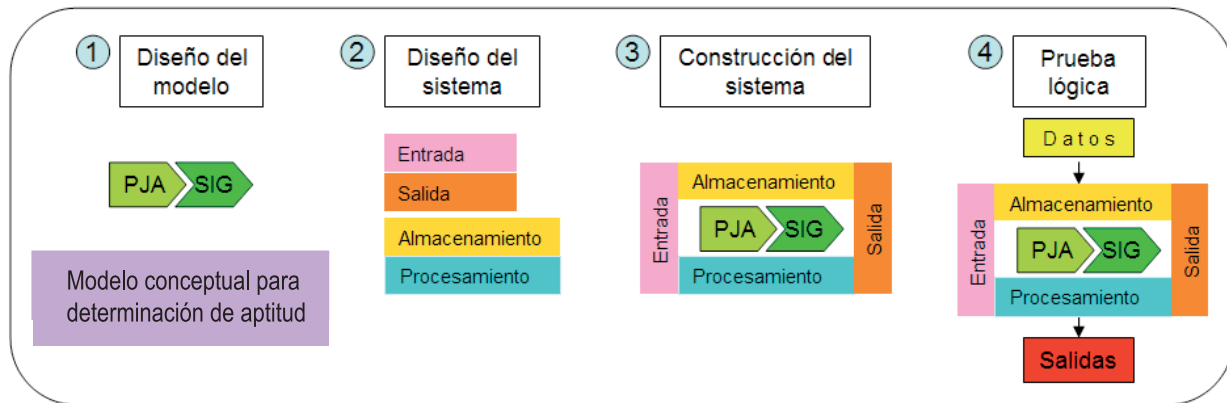 1
Diseño del
modelo
PJA SIG
Modelo conceptual para
determinación de aptitud
2
Diseño del
sistema
Entrada
Salida
Almacenamiento
Procesamiento
3
Construcción del
sistema
Entrada
Almacenamiento
PJA SIG
Procesamiento
Salida
4
Prueba
lógica
Datos
Entrada
Almacenamiento
PJA SIG
Procesamiento
Salida
Salidas